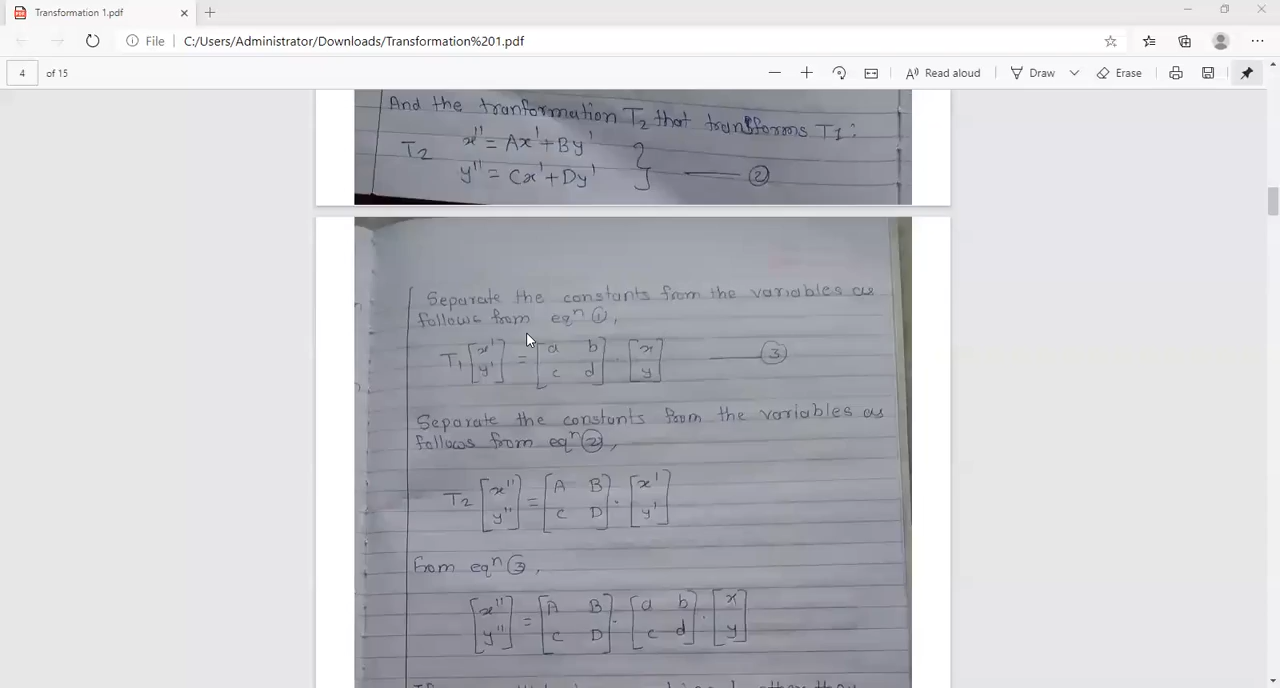 Transformation 1.pdf
File | C:/Users/Administrator/Downloads/Transformation%201.pdf
4 of 15
Read aloud Draw Erase
And the tranformation T2 that transforms T1:
T2 x'' = Ax' + By'
y'' = Cx' + Dy' } —— ②
Separate the constants from the variables as
follows from eqⁿ ①,
T1 [x' y'] = [a b c d] · [x y] —— ③
Separate the constants from the variables as
follows from eqⁿ ②,
T2 [x'' y''] = [A B C D] · [x' y']
from eqⁿ ③,
[x'' y''] = [A B C D] · [a b c d] · [x y]